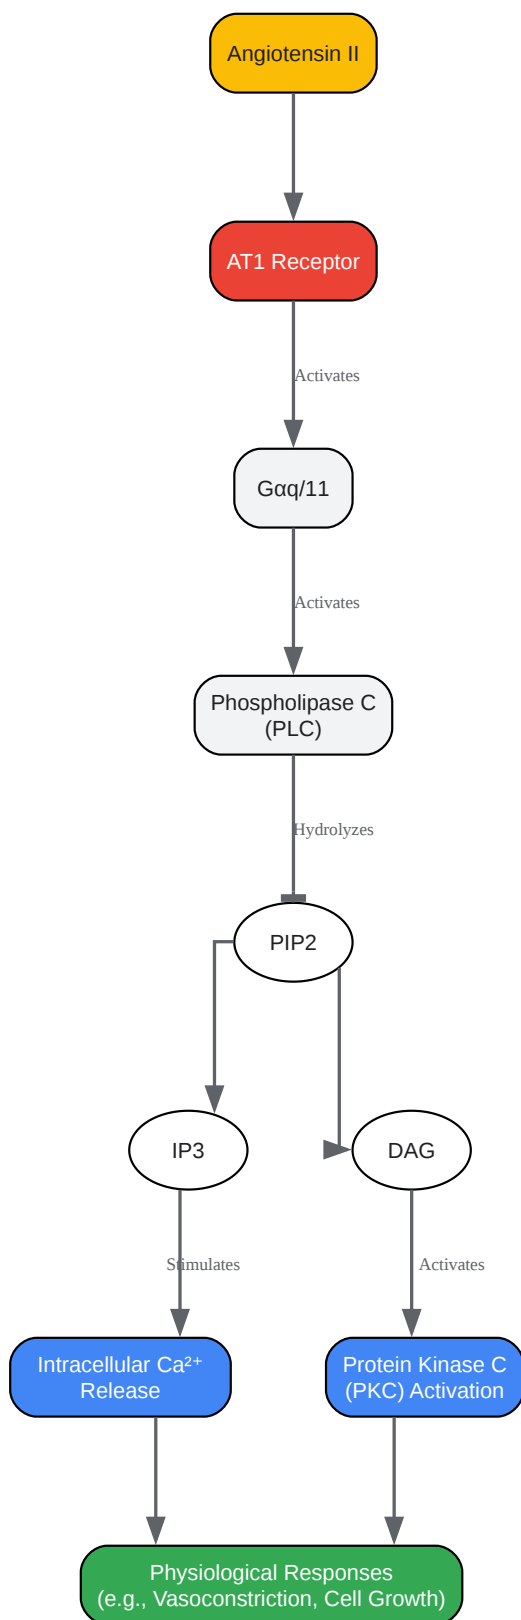 Angiotensin II
AT1 Receptor
Activates
Gαq/11
Activates
Phospholipase C
(PLC)
Hydrolyzes
PIP2
IP3
DAG
Stimulates
Activates
Intracellular Ca²⁺
Release
Protein Kinase C
(PKC) Activation
Physiological Responses
(e.g., Vasoconstriction, Cell Growth)